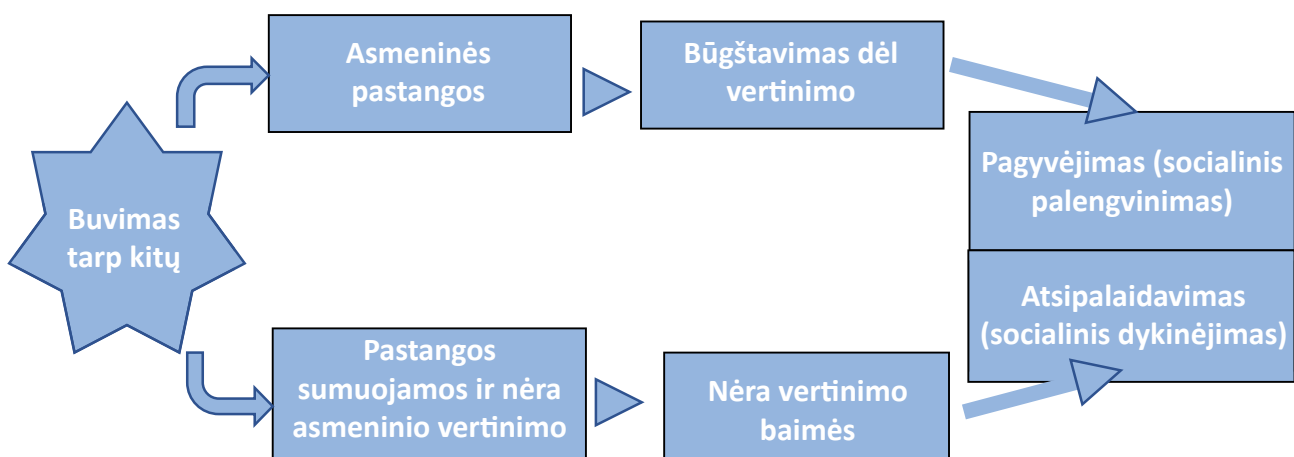 Buvimas
tarp kitų
Asmeninės
pastangos
Būgštavimas dėl
vertinimo
Pagyvėjimas (socialinis
palengvinimas)
Pastangos
sumuojamos ir nėra
asmeninio vertinimo
Nėra vertinimo
baimės
Atsipalaidavimas
(socialinis dykinėjimas)